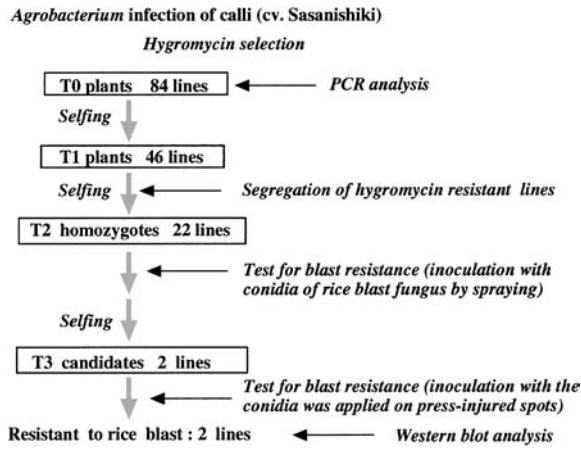 Agrobacterium infection of calli (cv. Sasanishiki)
Hygromycin selection
T0 plants 84 lines
PCR analysis
Selfing
T1 plants 46 lines
Selfing
Segregation of hygromycin resistant lines
T2 homozygotes 22 lines
Test for blast resistance (inoculation with
conidia of rice blast fungus by spraying)
Selfing
T3 candidates 2 lines
Test for blast resistance (inoculation with the
conidia was applied on press-injured spots)
Resistant to rice blast : 2 lines
Western blot analysis